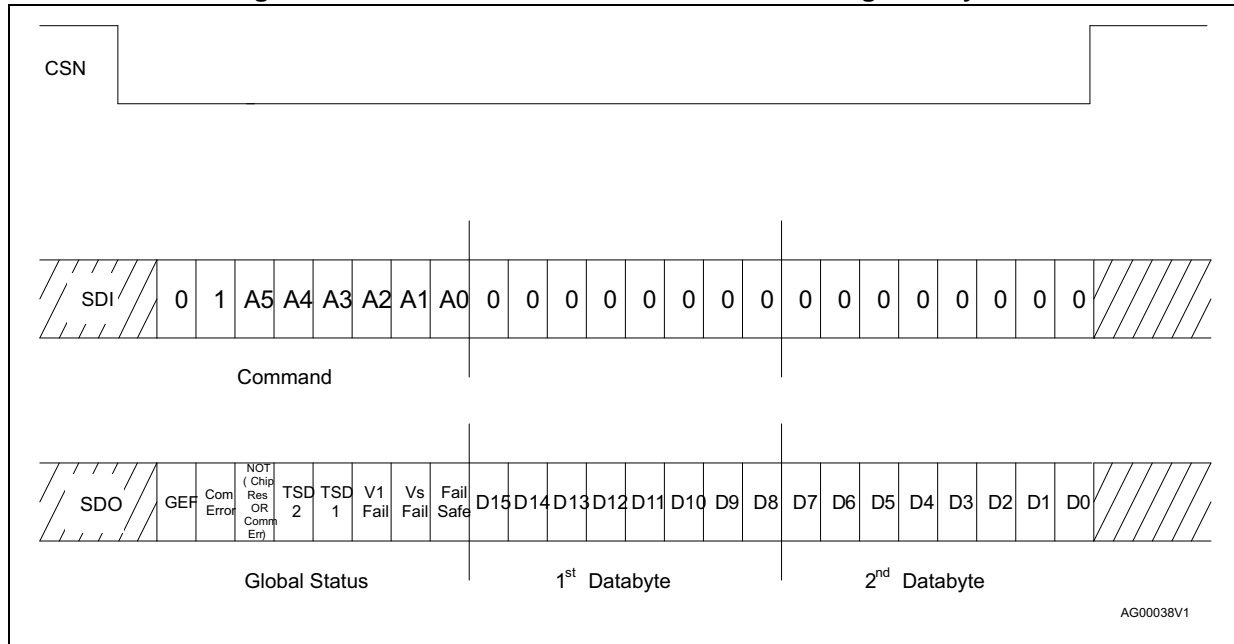 CSN
SDI 0 1 A5 A4 A3 A2 A1 A0 0 0 0 0 0 0 0 0 0 0 0 0 0 0 0 0
Command
SDO GEF Com Error NOT ( Chip Res OR Comm Err) TSD 2 TSD 1 V1 Fail Vs Fail Fail Safe D15 D14 D13 D12 D11 D10 D9 D8 D7 D6 D5 D4 D3 D2 D1 D0
Global Status 1st Databyte 2nd Databyte
AG00038V1